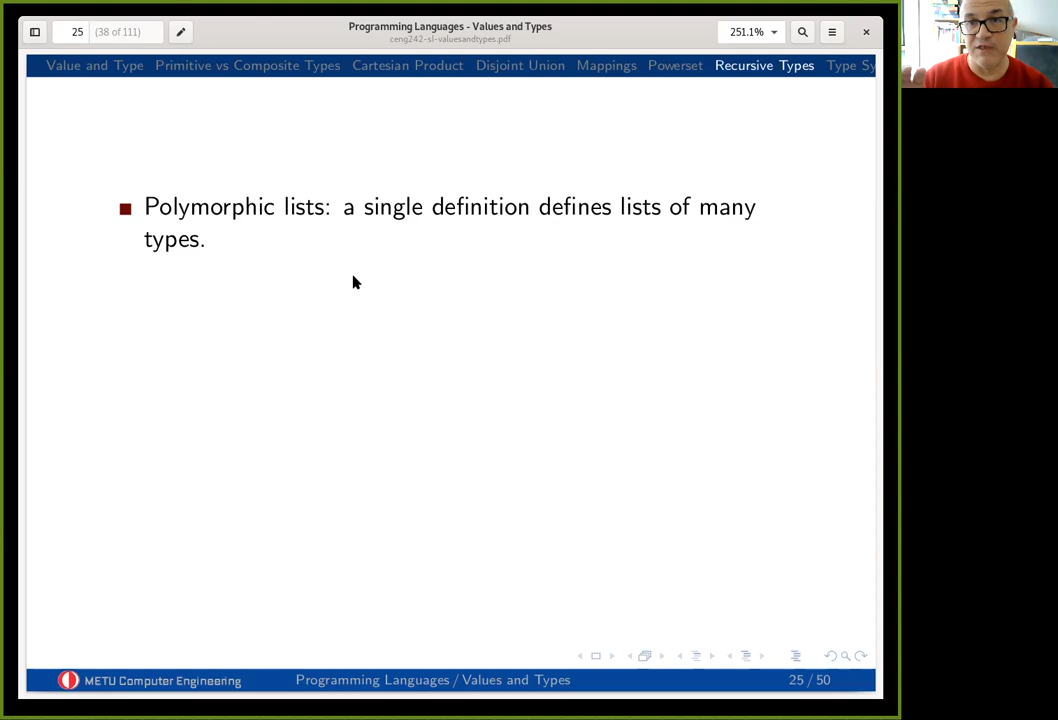 Programming Languages - Values and Types
ceng242-sl-valuesandtypes.pdf
25 (38 of 111)
251.1%
Value and Type Primitive vs Composite Types Cartesian Product Disjoint Union Mappings Powerset Recursive Types Type Sy
Polymorphic lists: a single definition defines lists of many
types.
METU Computer Engineering Programming Languages / Values and Types 25 / 50